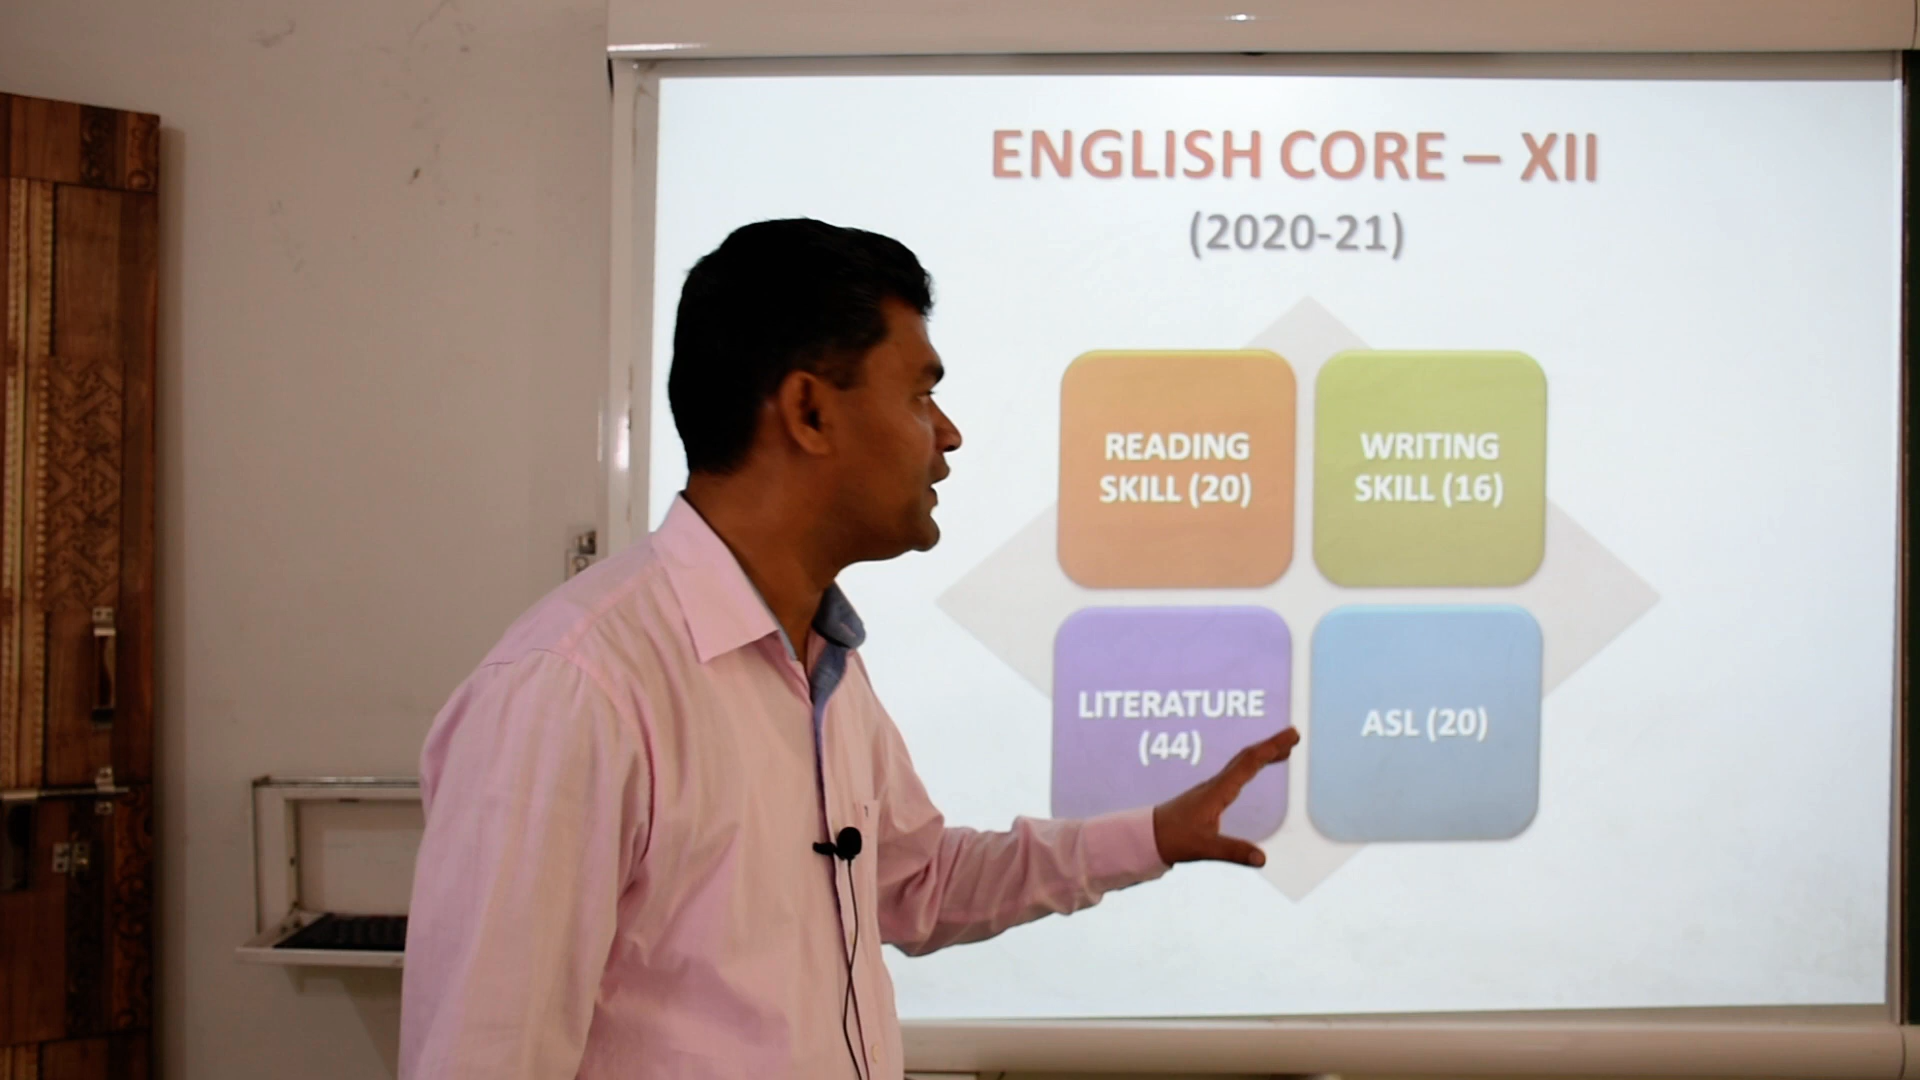 ENGLISH CORE – XII
(2020-21)
READING
SKILL (20)
WRITING
SKILL (16)
LITERATURE
(44)
ASL (20)